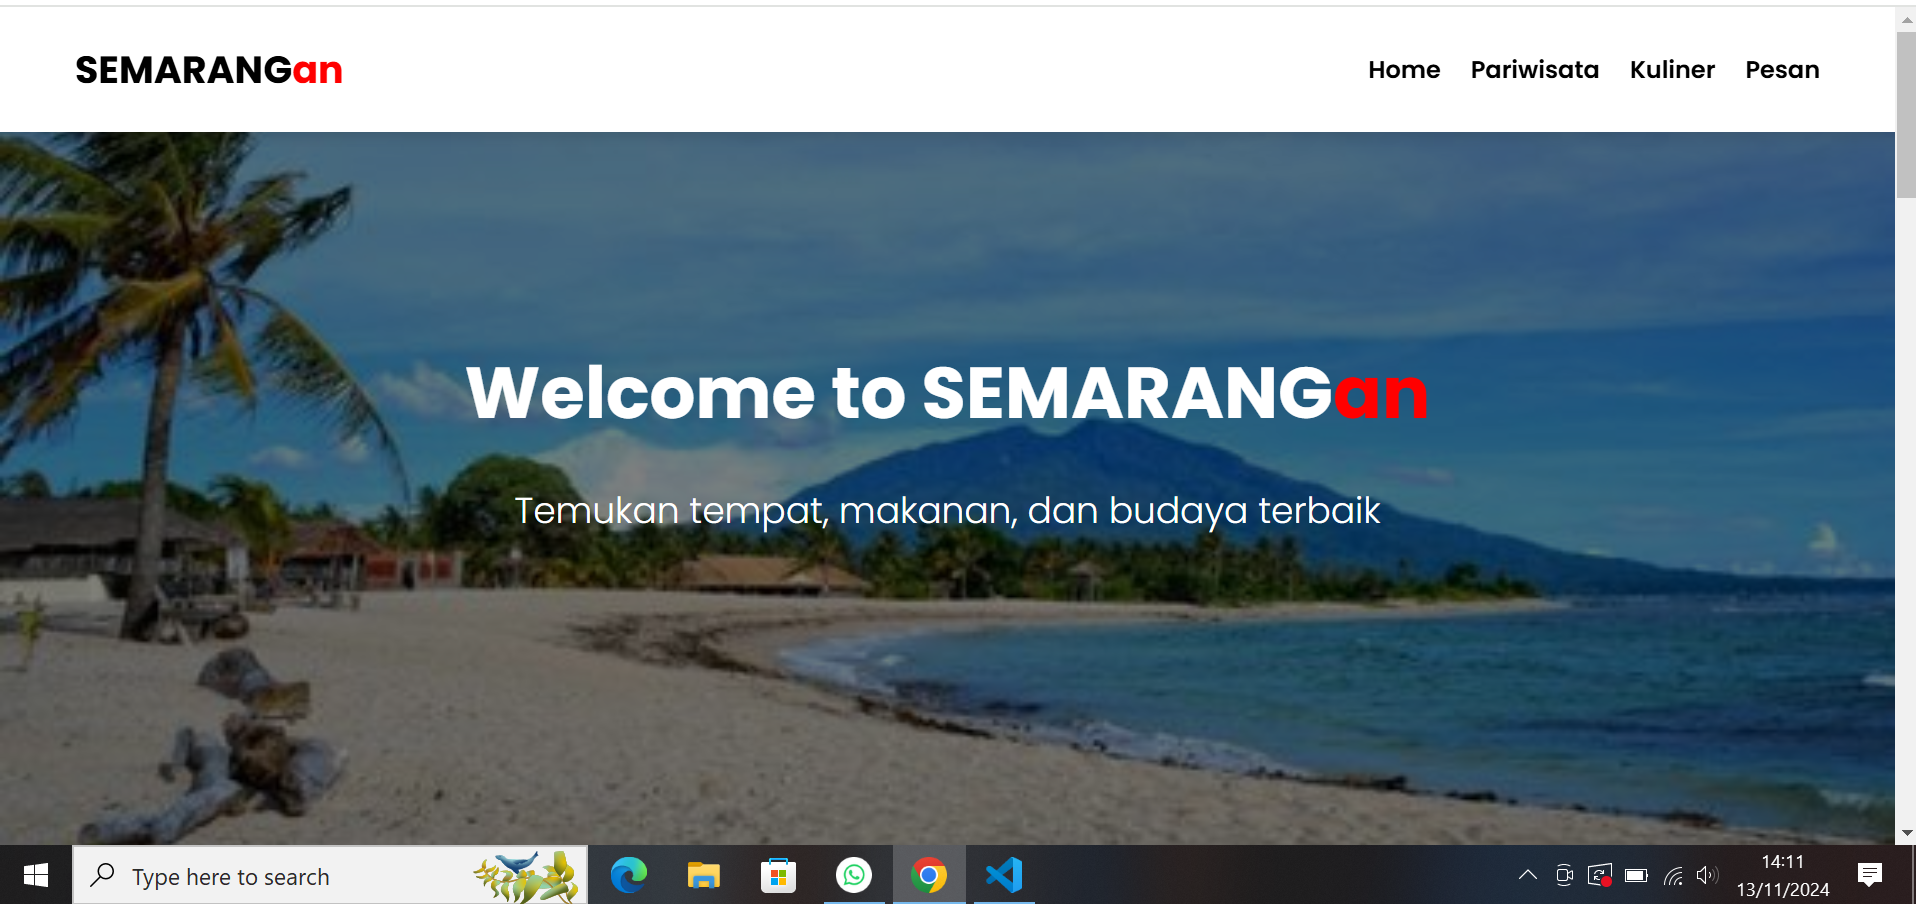 SEMARANGan
Home Pariwisata Kuliner Pesan
Welcome to SEMARANGan
Temukan tempat, makanan, dan budaya terbaik
Type here to search
14:11
13/11/2024